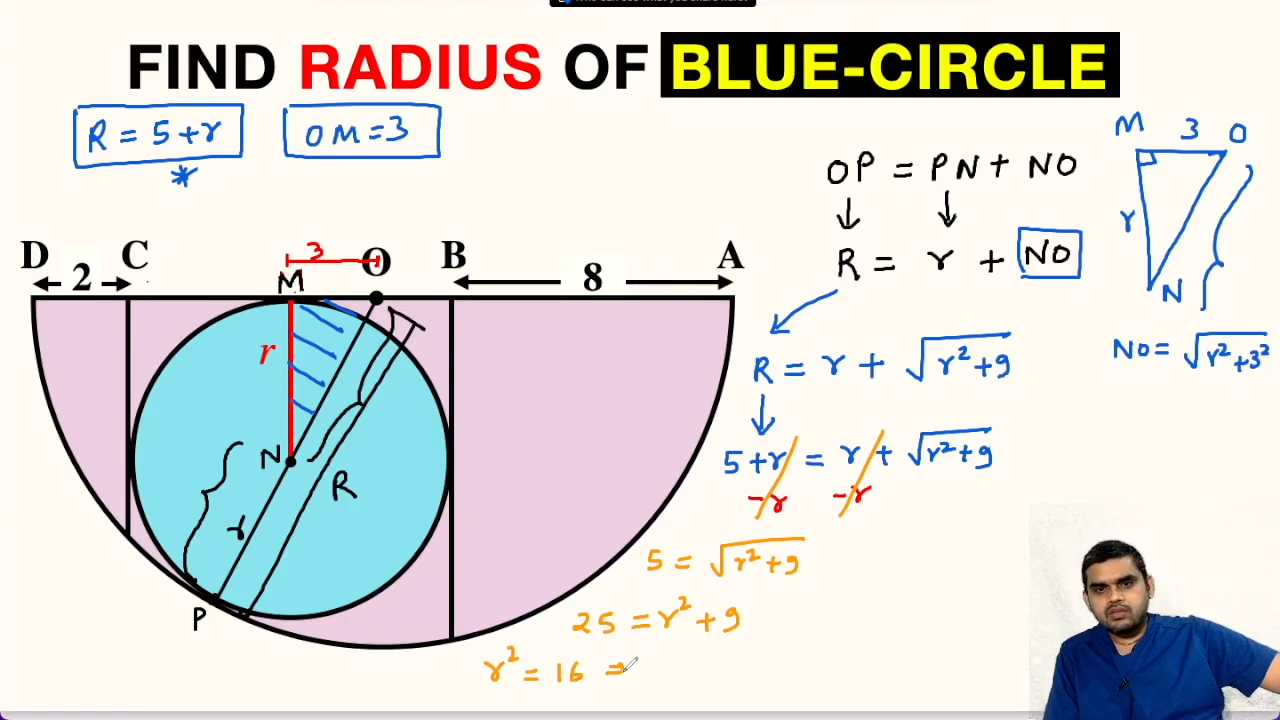 FIND RADIUS OF BLUE-CIRCLE
R = 5 + r
OM = 3
*
OP = PN + NO
R = r + NO
R = r + √(r² + 9)
5 + r = r + √(r² + 9)
-r -r
5 = √(r² + 9)
25 = r² + 9
r² = 16 =
M 3 O
r
N
NO = √(r² + 3²)
D 2 C M 3 O B 8 A
r
N
R
r
P